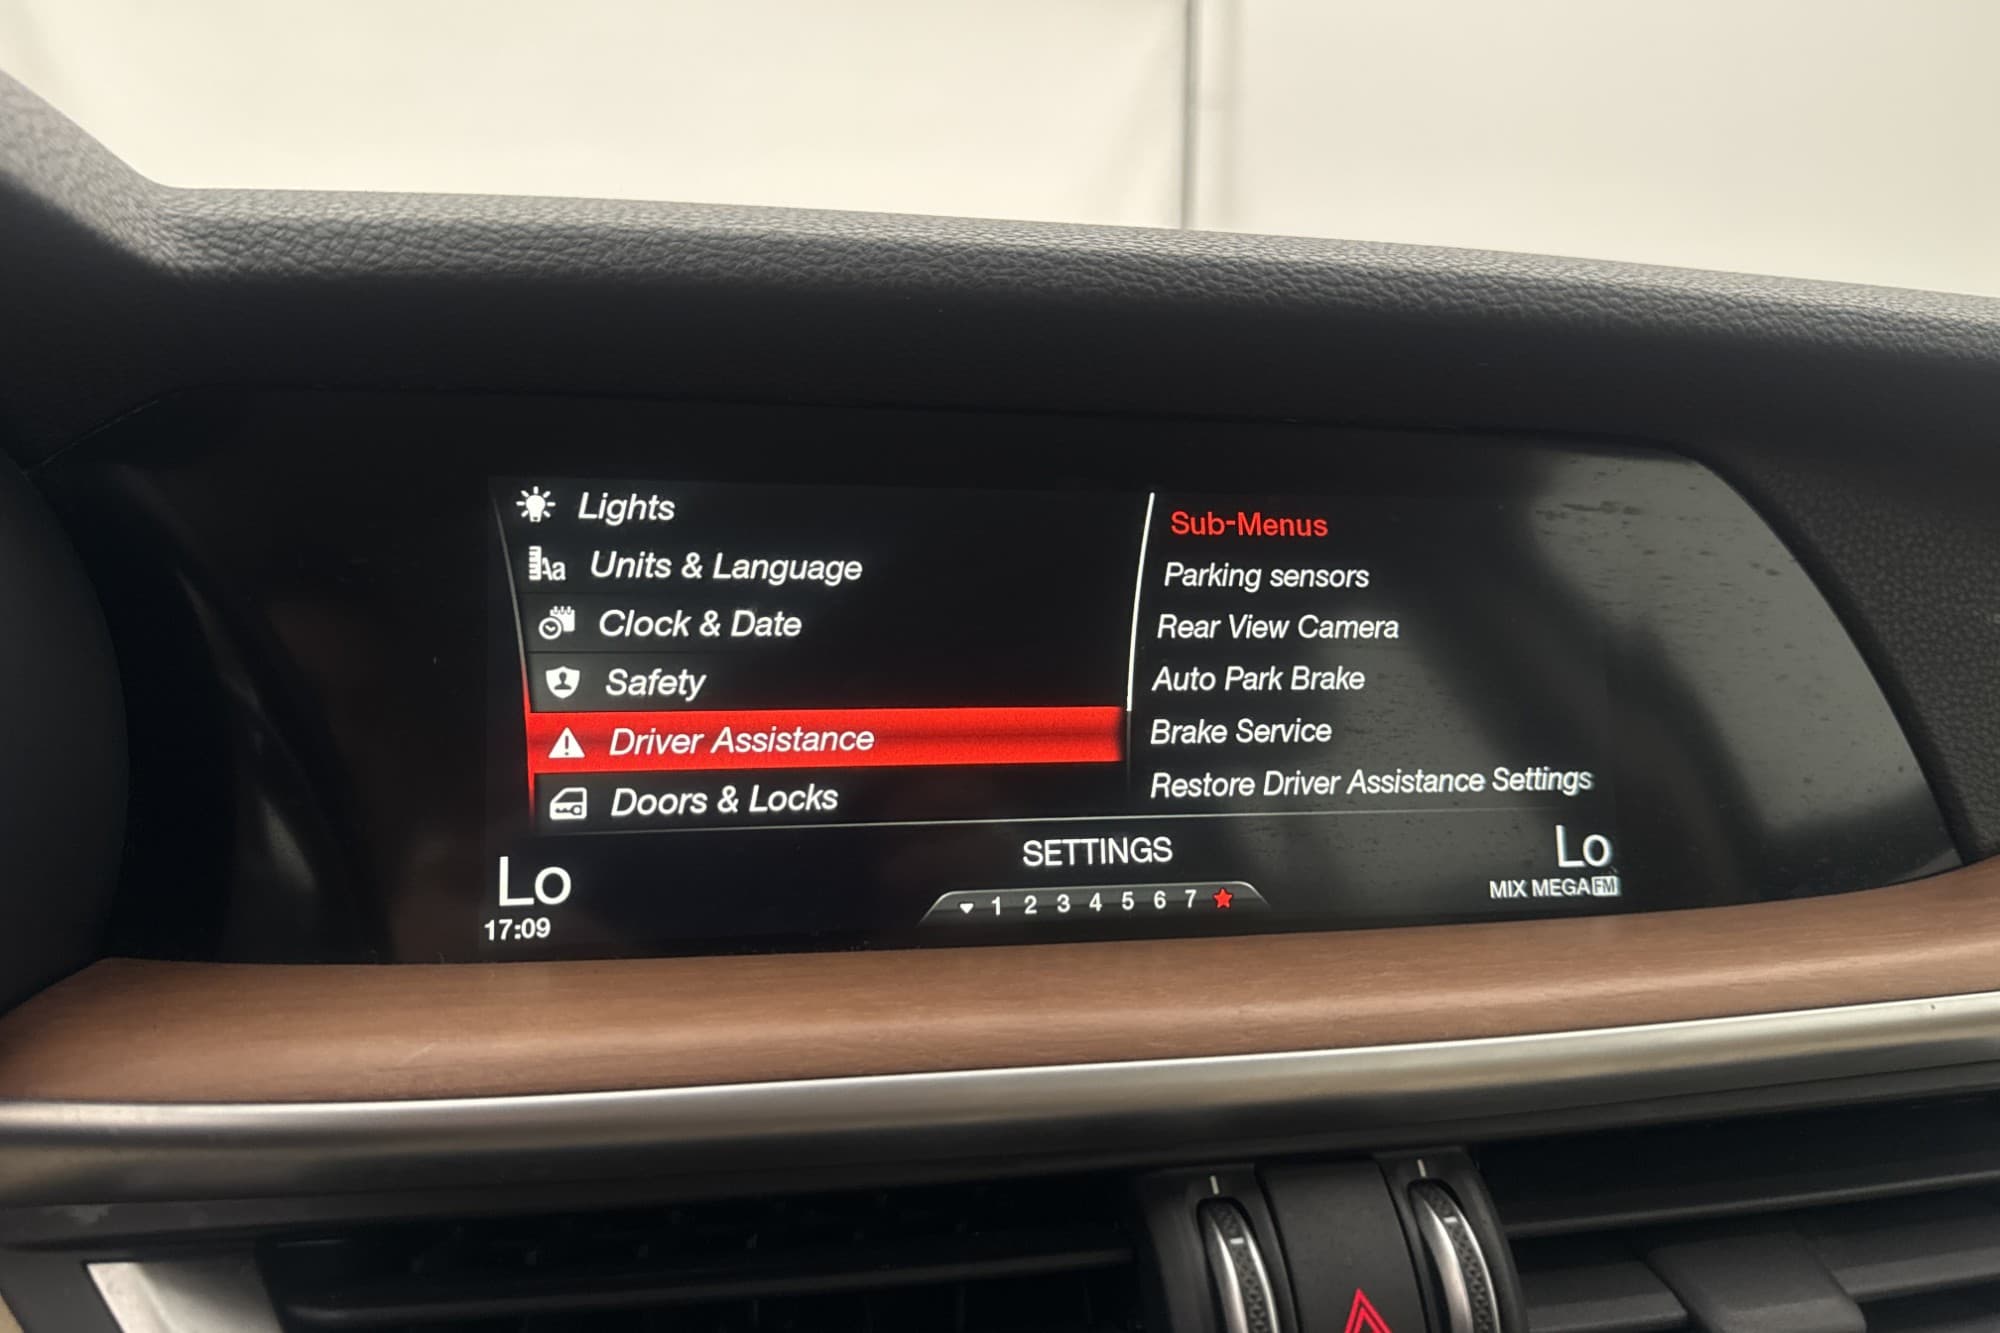 Lights
Units & Language
Clock & Date
Safety
Driver Assistance
Doors & Locks
Sub-Menus
Parking sensors
Rear View Camera
Auto Park Brake
Brake Service
Restore Driver Assistance Settings
SETTINGS
1 2 3 4 5 6 7
Lo
17:09
Lo
MIX MEGA FM